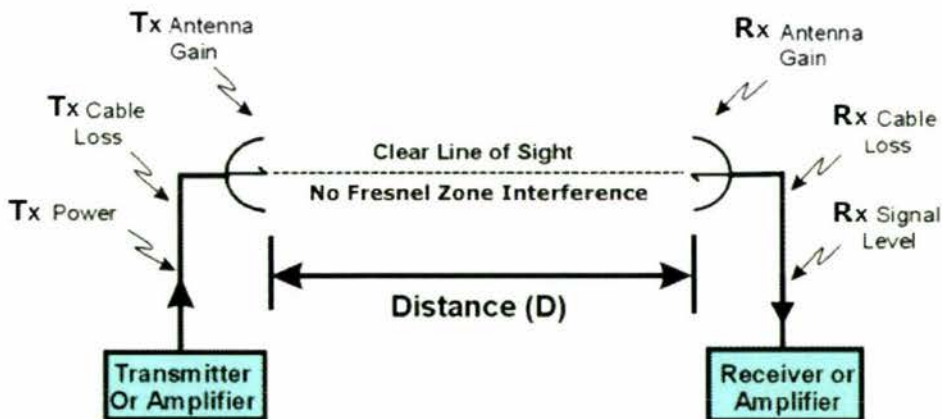 Tx Antenna
Gain
Rx Antenna
Gain
Tx Cable
Loss
Clear Line of Sight
Rx Cable
Loss
No Fresnel Zone Interference
Tx Power
Rx Signal
Level
Distance (D)
Transmitter
Or Amplifier
Receiver or
Amplifier